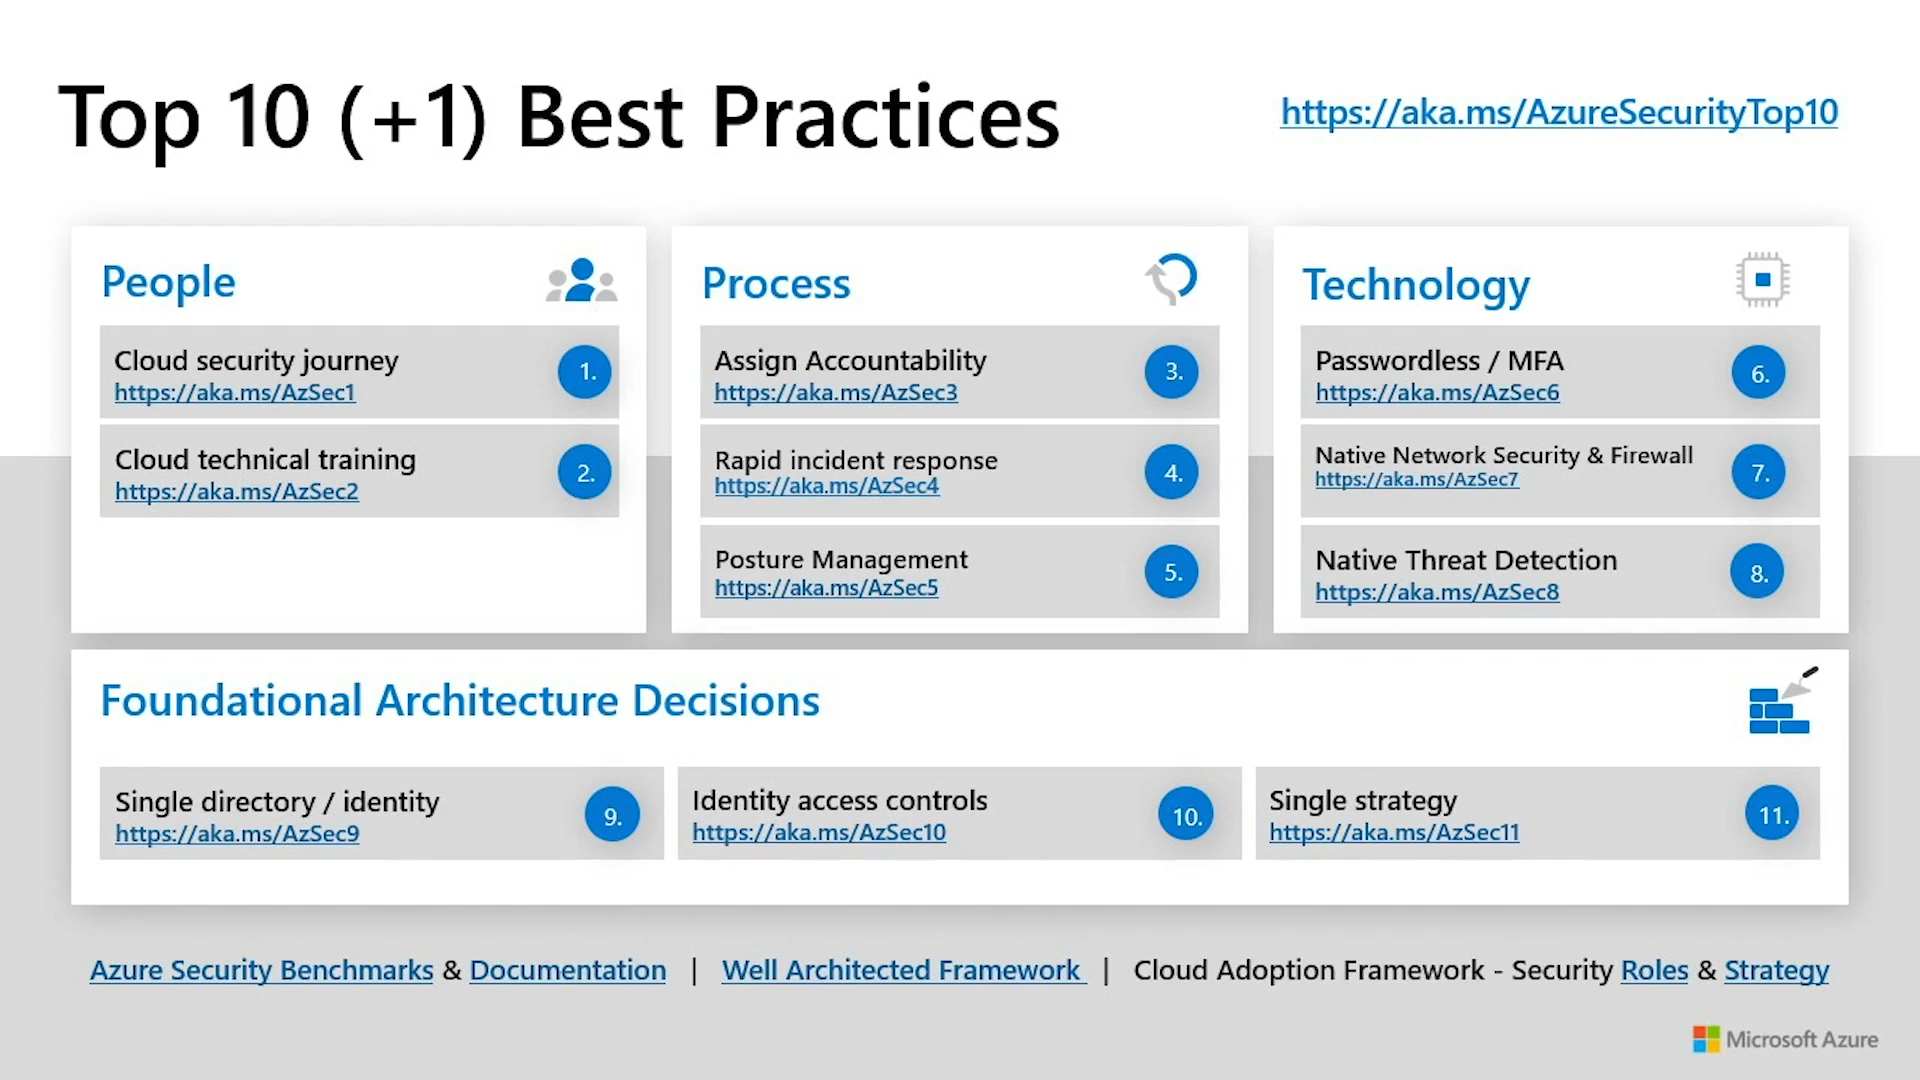 Top 10 (+1) Best Practices
https://aka.ms/AzureSecurityTop10
People
Cloud security journey
https://aka.ms/AzSec1
1.
Cloud technical training
https://aka.ms/AzSec2
2.
Process
Assign Accountability
https://aka.ms/AzSec3
3.
Rapid incident response
https://aka.ms/AzSec4
4.
Posture Management
https://aka.ms/AzSec5
5.
Technology
Passwordless / MFA
https://aka.ms/AzSec6
6.
Native Network Security & Firewall
https://aka.ms/AzSec7
7.
Native Threat Detection
https://aka.ms/AzSec8
8.
Foundational Architecture Decisions
Single directory / identity
https://aka.ms/AzSec9
9.
Identity access controls
https://aka.ms/AzSec10
10.
Single strategy
https://aka.ms/AzSec11
11.
Azure Security Benchmarks & Documentation | Well Architected Framework | Cloud Adoption Framework - Security Roles & Strategy
Microsoft Azure